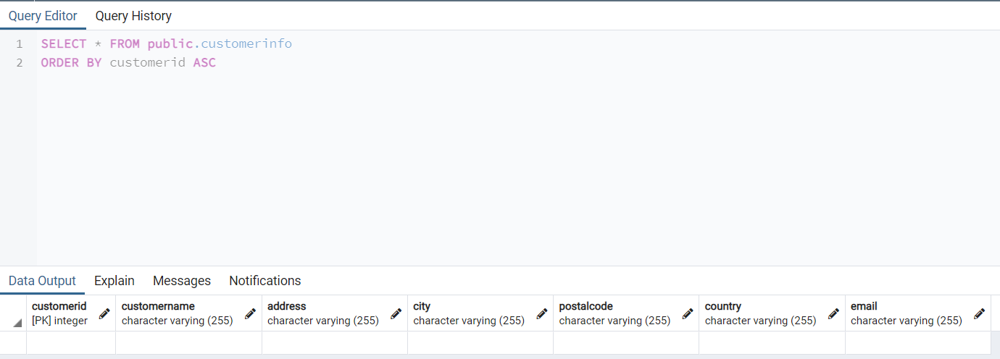 Query Editor Query History
1 SELECT * FROM public.customerinfo
2 ORDER BY customerid ASC
Data Output Explain Messages Notifications
customerid customername address city postalcode country email
[PK] integer character varying (255) character varying (255) character varying (255) character varying (255) character varying (255) character varying (255)